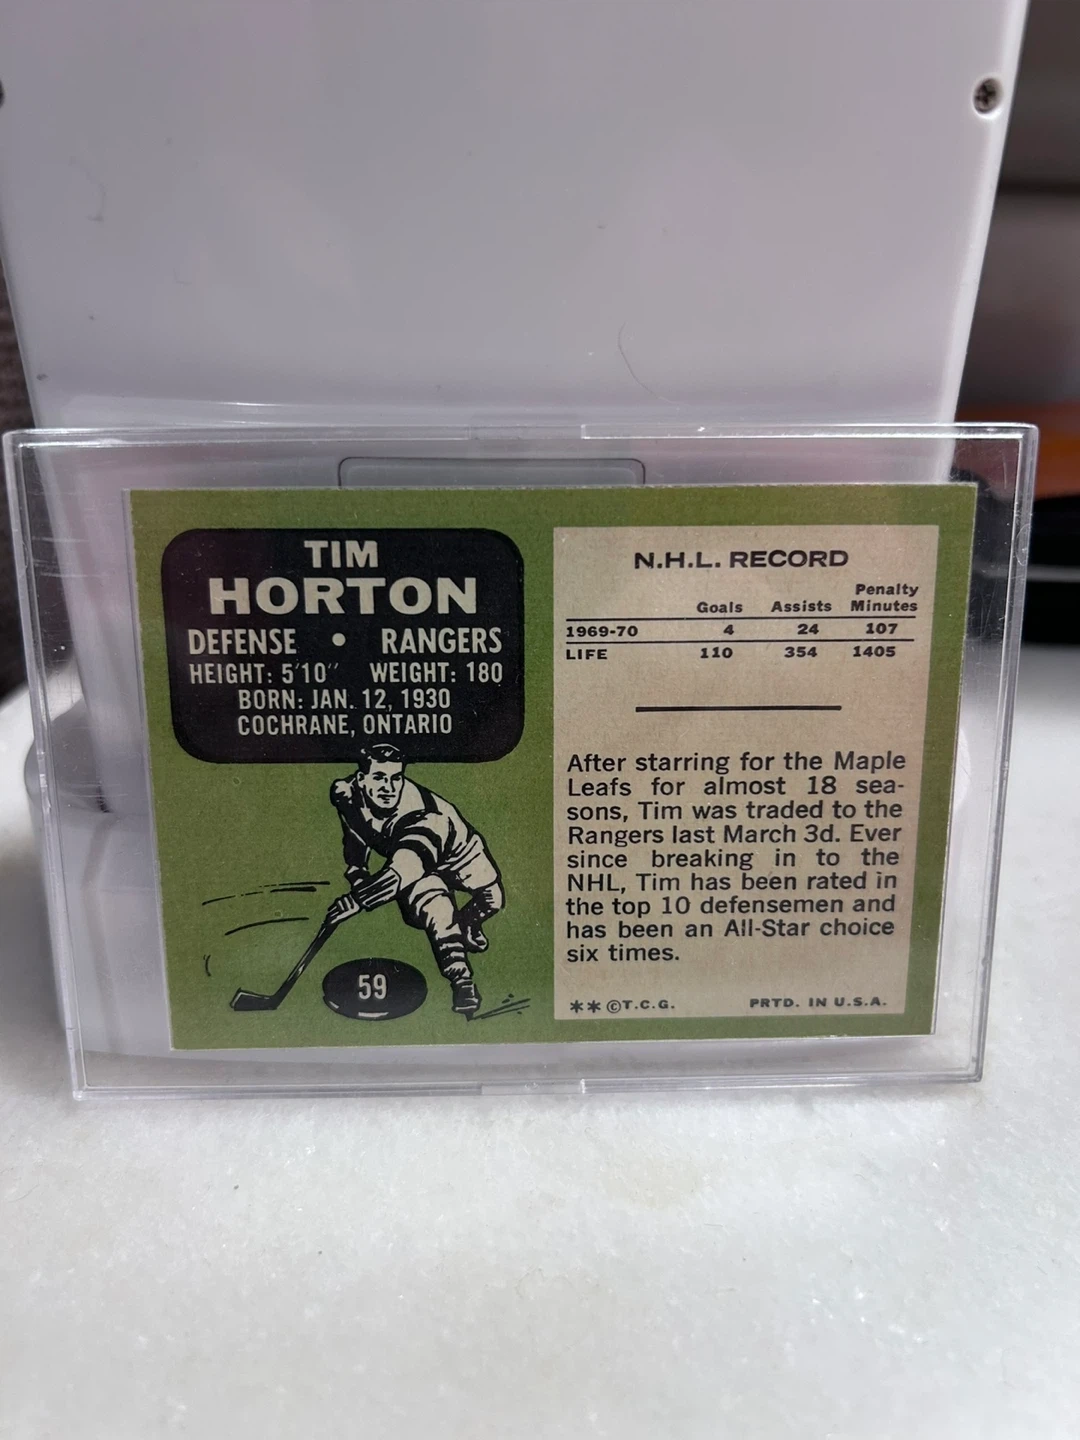 TIM
HORTON
DEFENSE • RANGERS
HEIGHT: 5'10" WEIGHT: 180
BORN: JAN. 12, 1930
COCHRANE, ONTARIO
59
N.H.L. RECORD
Goals Assists Penalty Minutes
1969-70 4 24 107
LIFE 110 354 1405
After starring for the Maple
Leafs for almost 18 sea-
sons, Tim was traded to the
Rangers last March 3d. Ever
since breaking in to the
NHL, Tim has been rated in
the top 10 defensemen and
has been an All-Star choice
six times.
** ©T.C.G. PRTD. IN U.S.A.